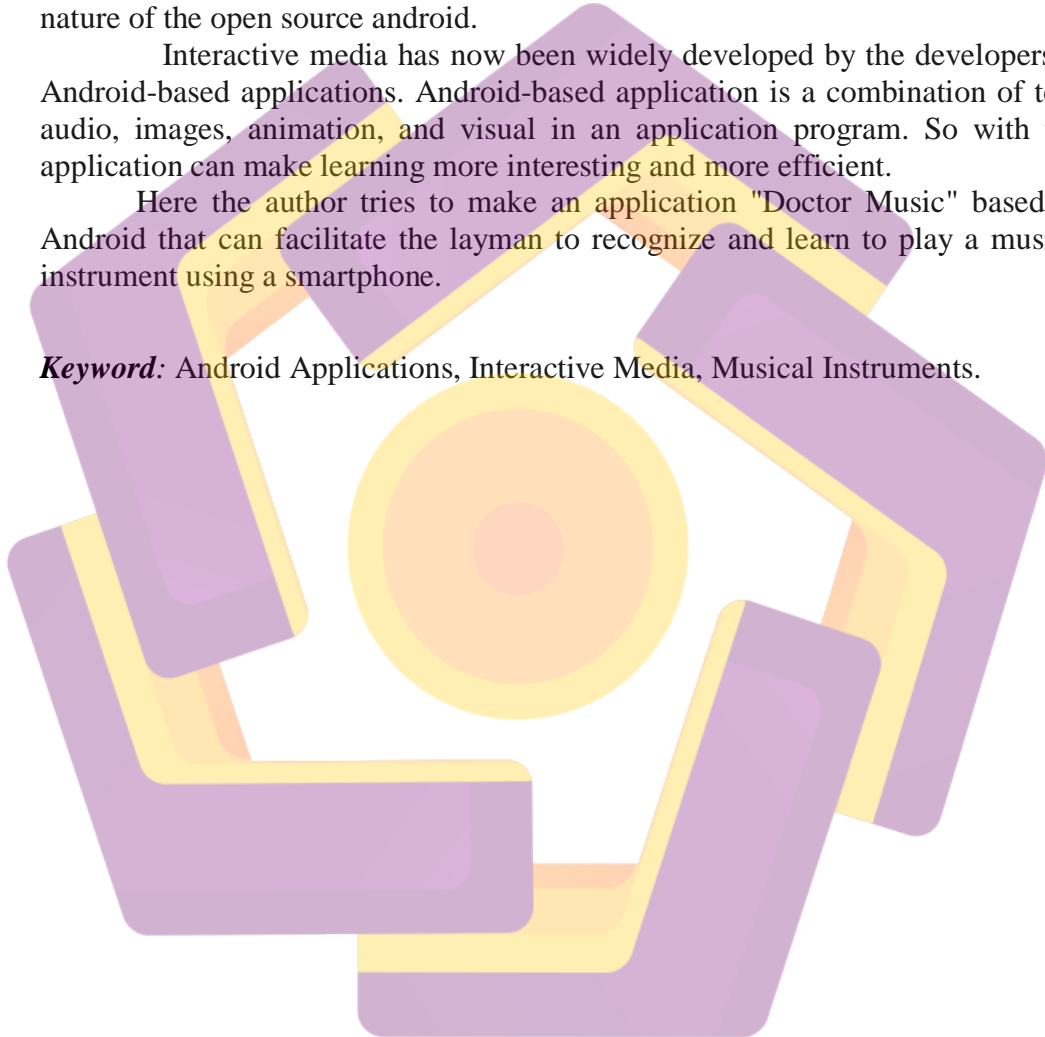 nature of the open source android.
Interactive media has now been widely developed by the developers
Android-based applications. Android-based application is a combination of
audio, images, animation, and visual in an application program. So with
application can make learning more interesting and more efficient.
Here the author tries to make an application "Doctor Music" based
Android that can facilitate the layman to recognize and learn to play a
instrument using a smartphone.
Keyword: Android Applications, Interactive Media, Musical Instruments.